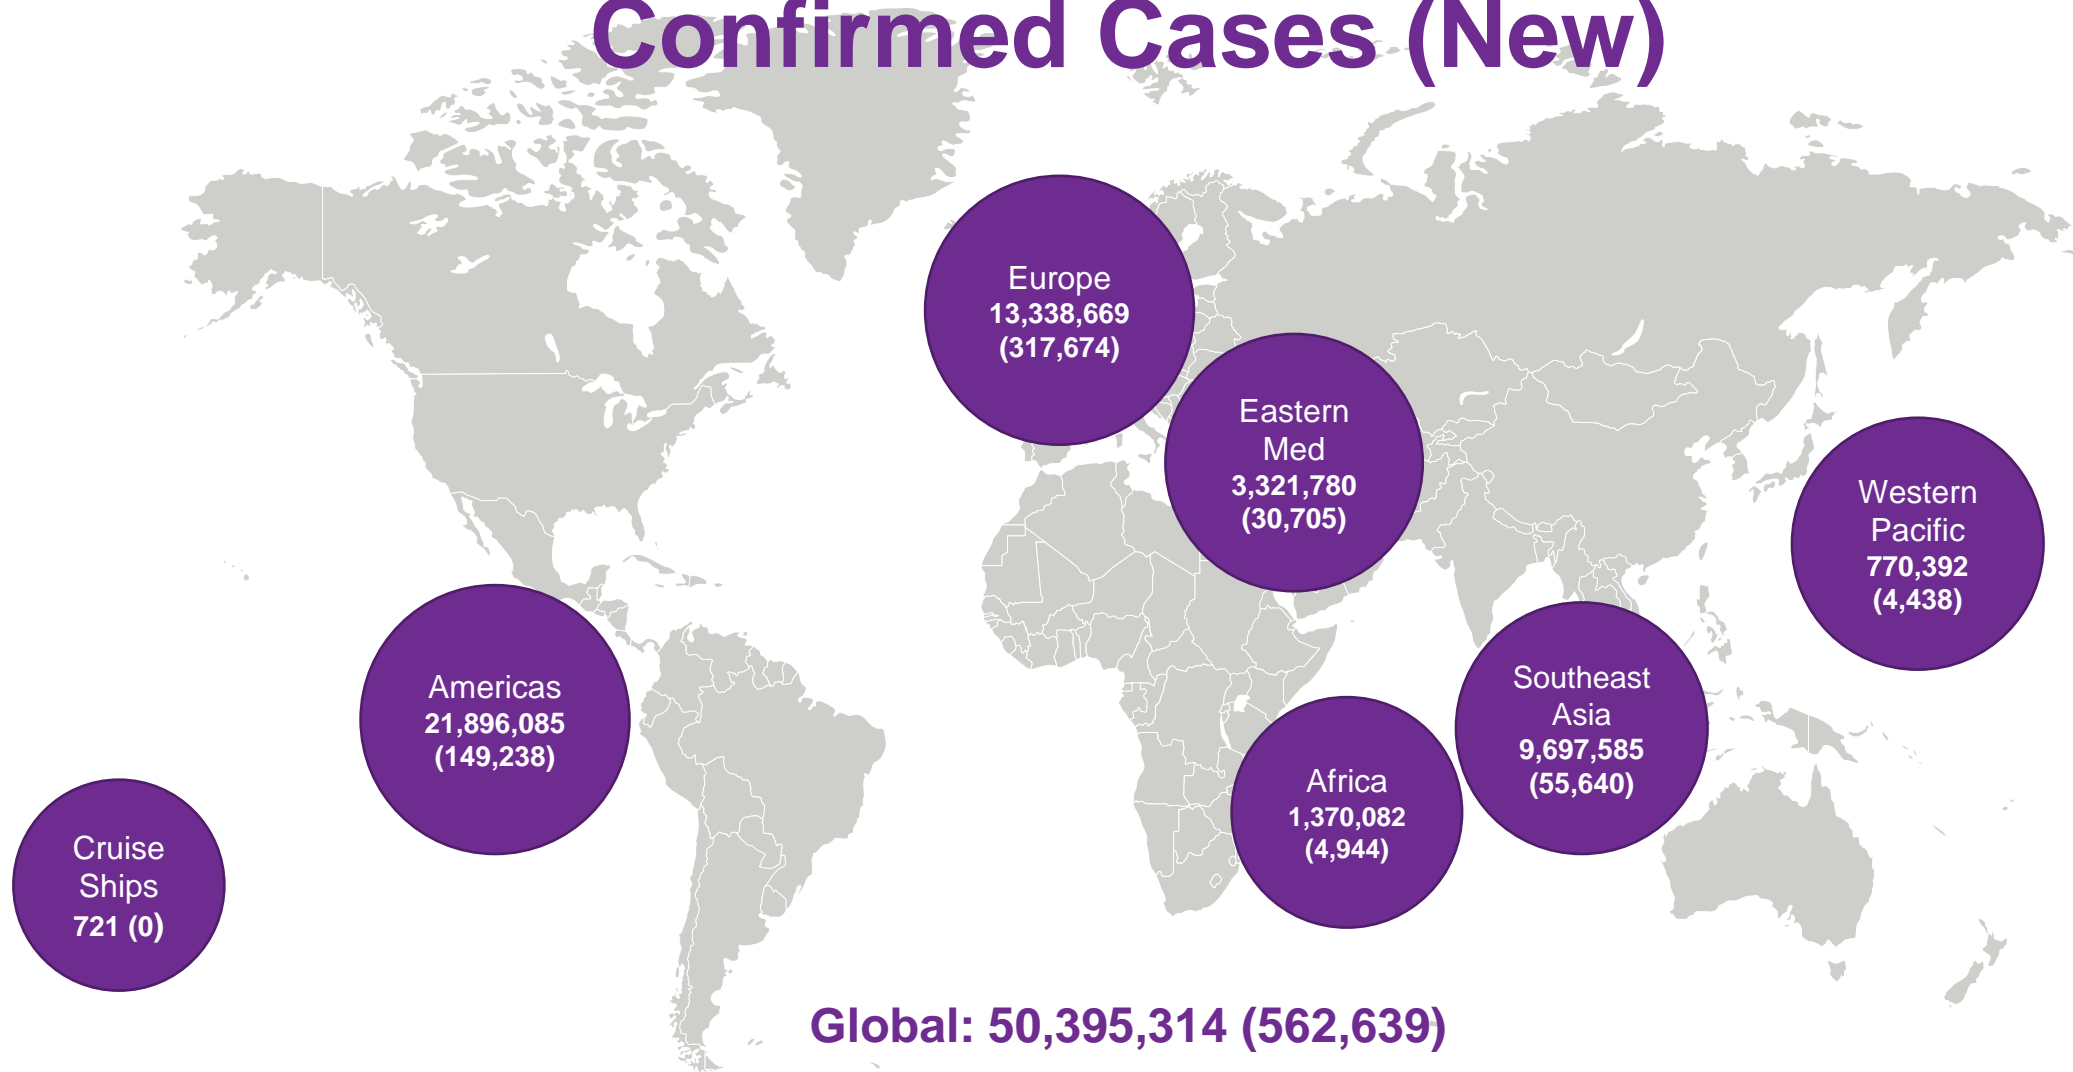 Confirmed Cases (New)
Europe
13,338,669
(317,674)
Eastern
Med
3,321,780
(30,705)
Western
Pacific
770,392
(4,438)
Americas
21,896,085
(149,238)
Southeast
Asia
9,697,585
(55,640)
Africa
1,370,082
(4,944)
Cruise
Ships
721 (0)
Global: 50,395,314 (562,639)